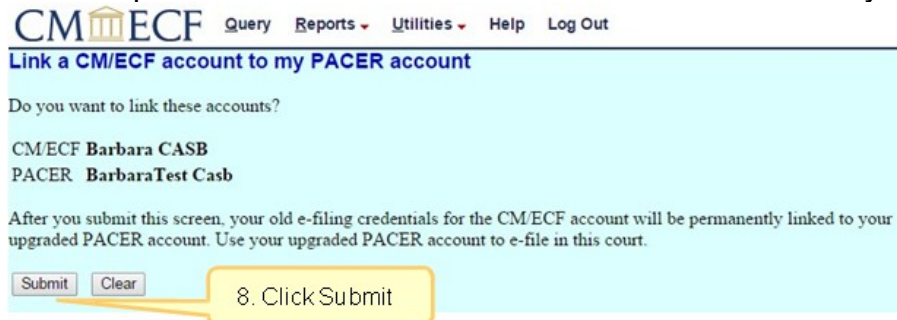 CM ECF Query Reports Utilities Help Log Out
Link a CM/ECF account to my PACER account
Do you want to link these accounts?
CM/ECF Barbara CASB
PACER BarbaraTest Casb
After you submit this screen, your old e-filing credentials for the CM/ECF account will be permanently linked to your
upgraded PACER account. Use your upgraded PACER account to e-file in this court.
Submit Clear
8. Click Submit